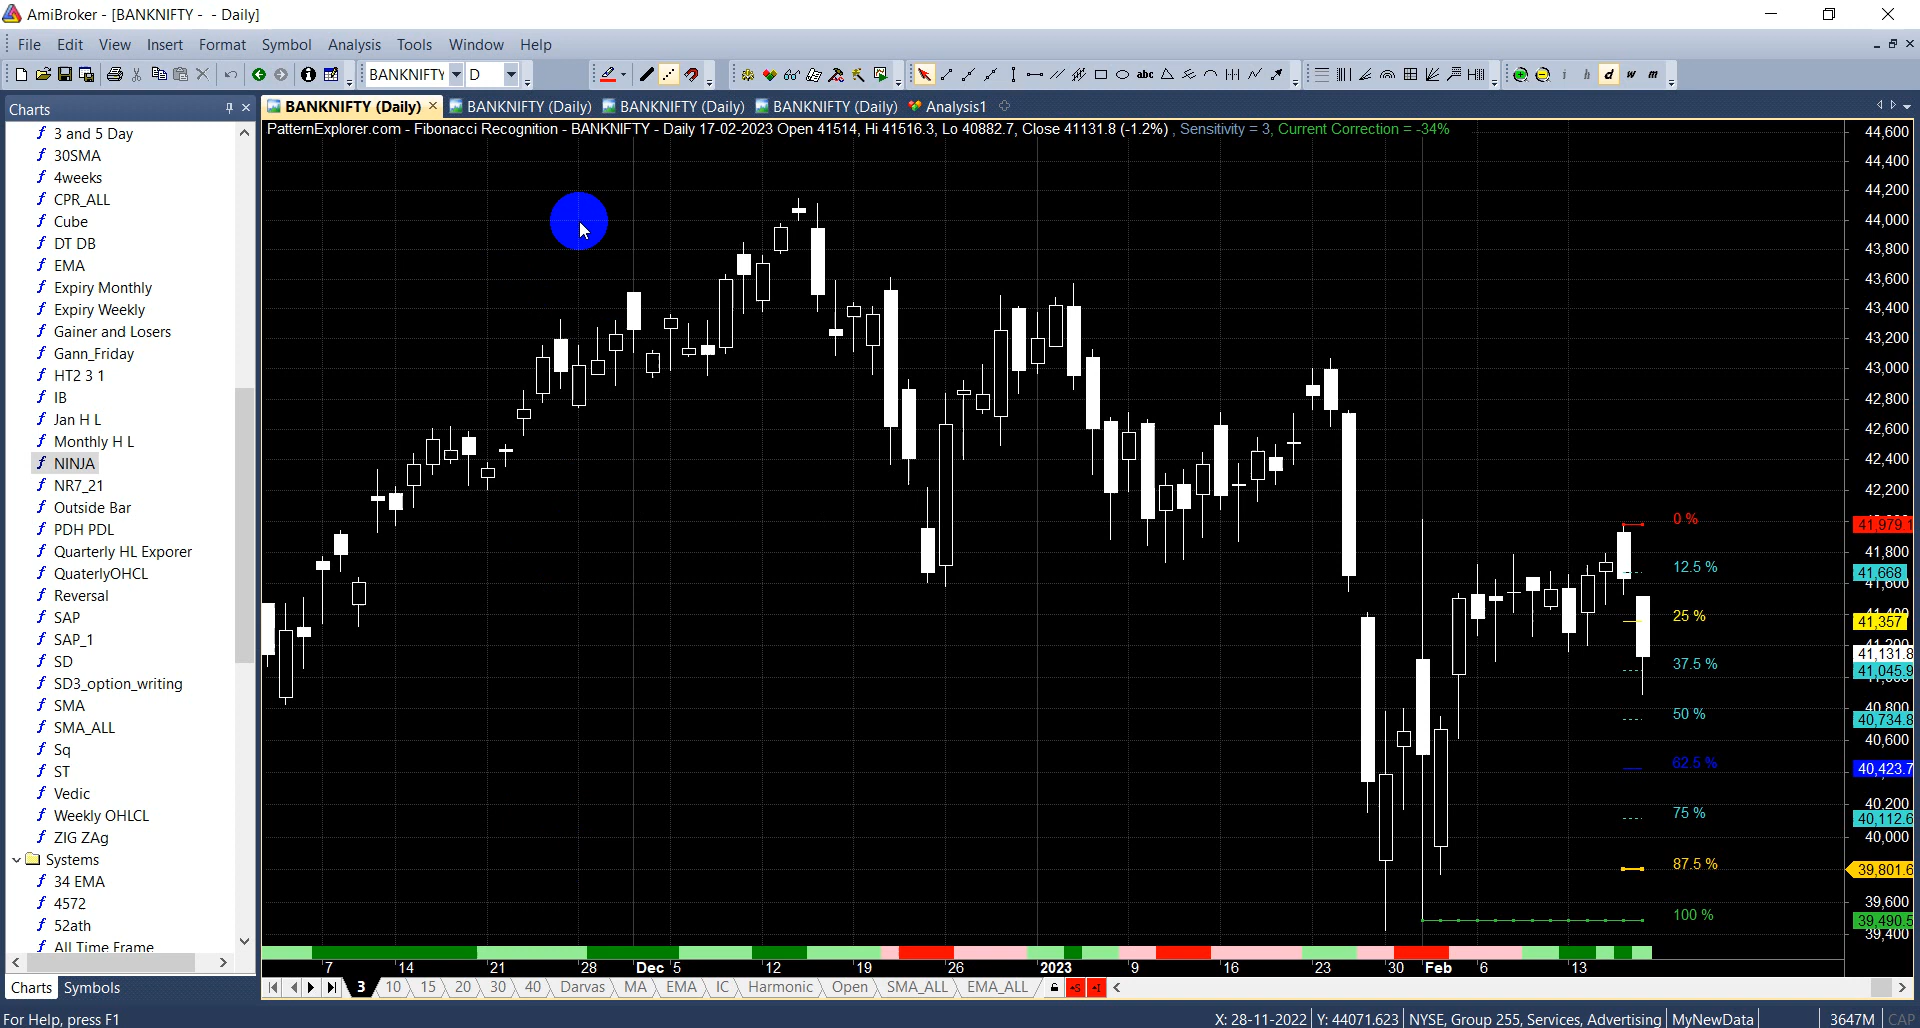 AmiBroker - [BANKNIFTY - - Daily]
File Edit View Insert Format Symbol Analysis Tools Window Help
BANKNIFTY D
abc
i h d w m
Charts
BANKNIFTY (Daily) BANKNIFTY (Daily) BANKNIFTY (Daily) BANKNIFTY (Daily) Analysis1
PatternExplorer.com - Fibonacci Recognition - BANKNIFTY - Daily 17-02-2023 Open 41514, Hi 41516.3, Lo 40882.7, Close 41131.8 (-1.2%), Sensitivity = 3, Current Correction = -34%
3 and 5 Day
30SMA
4weeks
CPR_ALL
Cube
DT DB
EMA
Expiry Monthly
Expiry Weekly
Gainer and Losers
Gann_Friday
HT2 3 1
IB
Jan H L
Monthly H L
NINJA
NR7_21
Outside Bar
PDH PDL
Quarterly HL Exporer
QuaterlyOHCL
Reversal
SAP
SAP_1
SD
SD3_option_writing
SMA
SMA_ALL
Sq
ST
Vedic
Weekly OHLCL
ZIG ZAg
Systems
34 EMA
4572
52ath
All Time Frame
Charts Symbols
44,600
44,400
44,200
44,000
43,800
43,600
43,400
43,200
43,000
42,800
42,600
42,400
42,200
0 % 41,979.1
41,800
12.5 % 41,668
41,600
41,400
25 % 41,357
41,200
41,131.8
37.5 % 41,045.9
41,000
40,800
50 % 40,734.8
40,600
62.5 % 40,423.7
40,200
75 % 40,112.6
40,000
87.5 % 39,801.6
39,600
100 % 39,490.5
39,400
7 14 21 28 Dec 5 12 19 26 2023 9 16 23 30 Feb 6 13
3 10 15 20 30 40 Darvas MA EMA IC Harmonic Open SMA_ALL EMA_ALL S I
For Help, press F1
X: 28-11-2022 Y: 44071.623 NYSE, Group 255, Services, Advertising MyNewData 3647M CAP